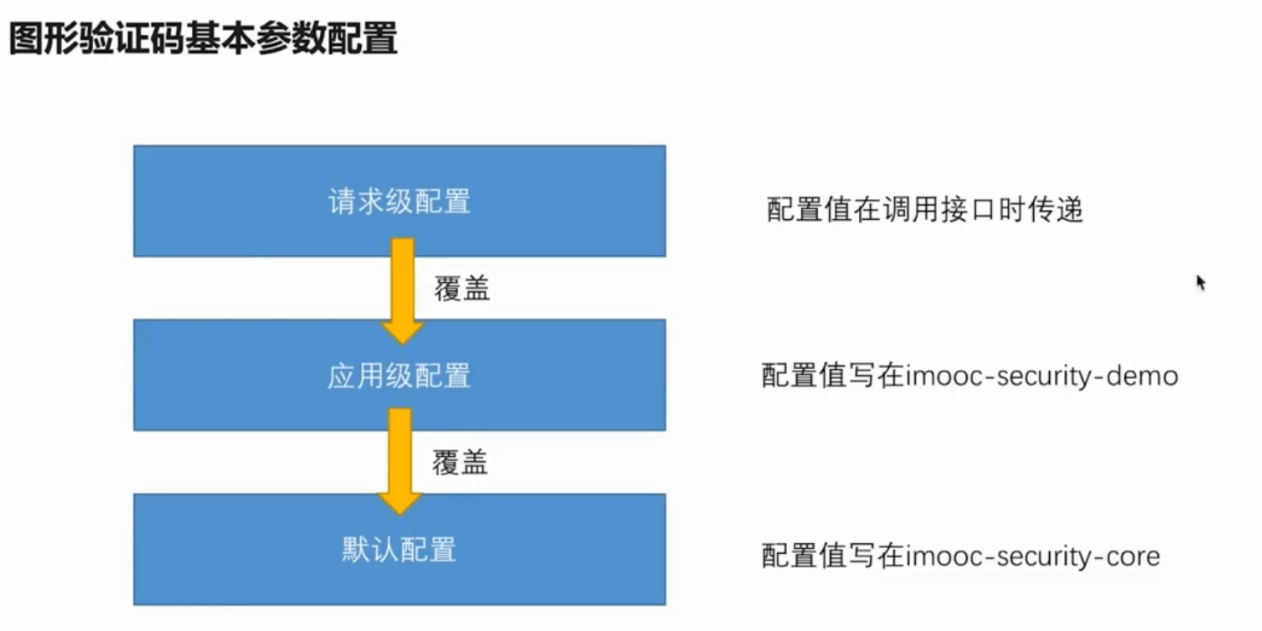 图形验证码基本参数配置
请求级配置
配置值在调用接口时传递
覆盖
应用级配置
配置值写在imooc-security-demo
覆盖
默认配置
配置值写在imooc-security-core